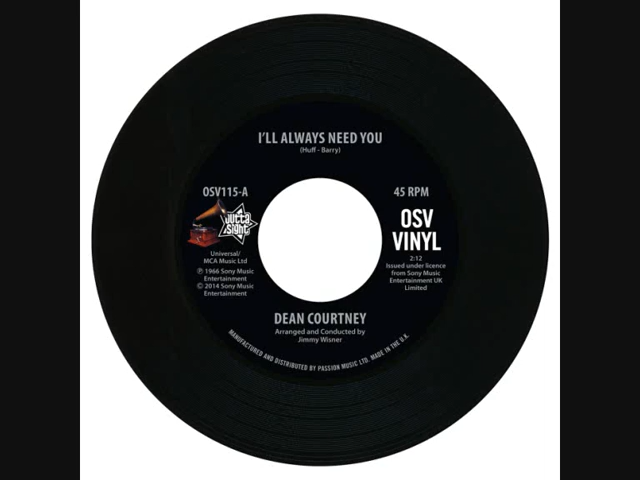 I'LL ALWAYS NEED YOU
(Huff - Barry)
OSV115-A
45 RPM
Outta
Sight
OSV
VINYL
Universal/
MCA Music Ltd
℗ 1966 Sony Music
Entertainment
© 2014 Sony Music
Entertainment
2:12
Issued under licence
from Sony Music
Entertainment UK
Limited
DEAN COURTNEY
Arranged and Conducted by
Jimmy Wisner
MANUFACTURED AND DISTRIBUTED BY PASSION MUSIC LTD. MADE IN THE U.K.